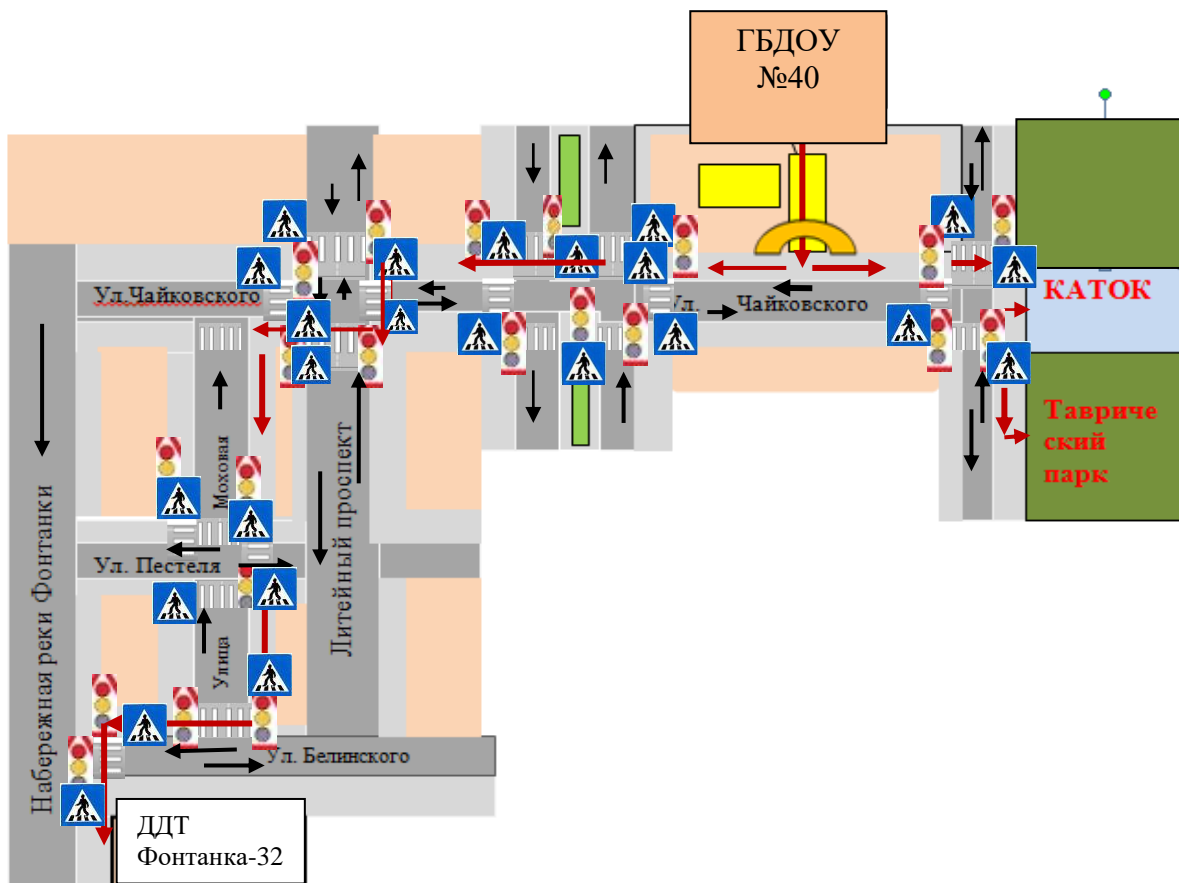 ГБДОУ
№40
Ул.Чайковского
Ул. Чайковского
КАТОК
Тавриче
ский
парк
Моховая
Улица
Литейный проспект
Ул. Пестеля
Набережная реки Фонтанки
Ул. Белинского
ДДТ
Фонтанка-32